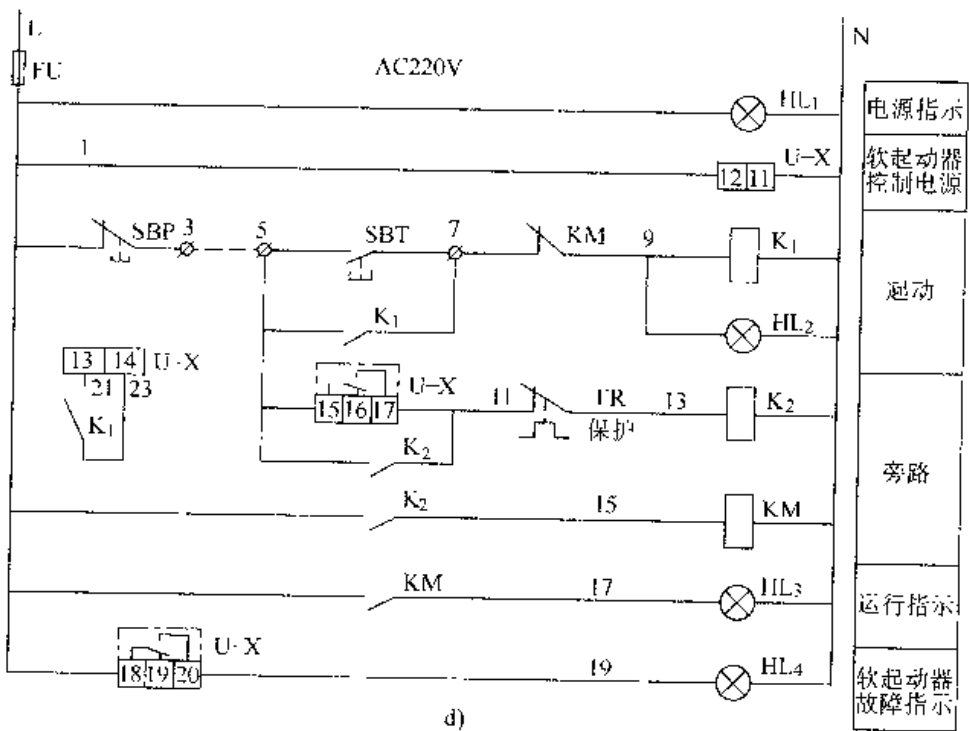 L
N
FU
AC220V
HL1
电源指示
1
U-X
12 11
软起动器
控制电源
SBP
3
5
SBT
7
KM
9
K1
起动
K1
HL2
13 14
U-X
21
23
K1
U-X
15 16 17
11
FR
保护
13
K2
K2
旁路
K2
15
KM
KM
17
HL3
运行指示
U-X
18 19 20
19
HL4
软起动器
故障指示
d)